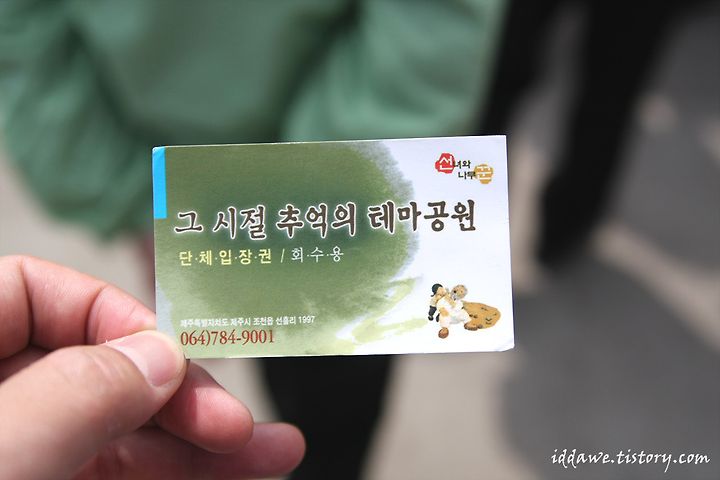 선녀와
나무꾼
그 시절 추억의 테마공원
단·체·입·장·권 / 회·수·용
제주특별자치도 제주시 조천읍 선흘리 1997
064)784-9001
iddawe.tistory.com